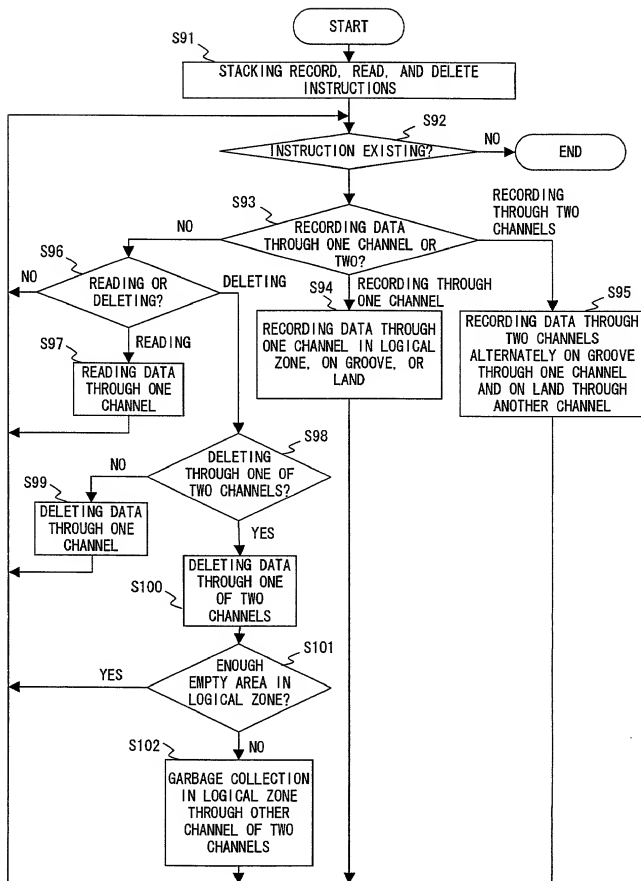 START
S91
STACKING RECORD, READ, AND DELETE
INSTRUCTIONS
S92
INSTRUCTION EXISTING?
NO
END
S93
RECORDING DATA
THROUGH ONE CHANNEL OR
TWO?
NO
RECORDING
THROUGH TWO
CHANNELS
S96
NO
READING OR
DELETING?
DELETING
S94
RECORDING THROUGH
ONE CHANNEL
S95
S97
READING
READING DATA
THROUGH ONE
CHANNEL
RECORDING DATA THROUGH
ONE CHANNEL IN LOGICAL
ZONE, ON GROOVE, OR
LAND
RECORDING DATA THROUGH
TWO CHANNELS
ALTERNATELY ON GROOVE
THROUGH ONE CHANNEL
AND ON LAND THROUGH
ANOTHER CHANNEL
S98
NO
DELETING
THROUGH ONE OF
TWO CHANNELS?
S99
DELETING DATA
THROUGH ONE
CHANNEL
YES
S100
DELETING DATA
THROUGH ONE
OF TWO
CHANNELS
S101
YES
ENOUGH
EMPTY AREA IN
LOGICAL ZONE?
NO
S102
GARBAGE COLLECTION
IN LOGICAL ZONE
THROUGH OTHER
CHANNEL OF TWO
CHANNELS